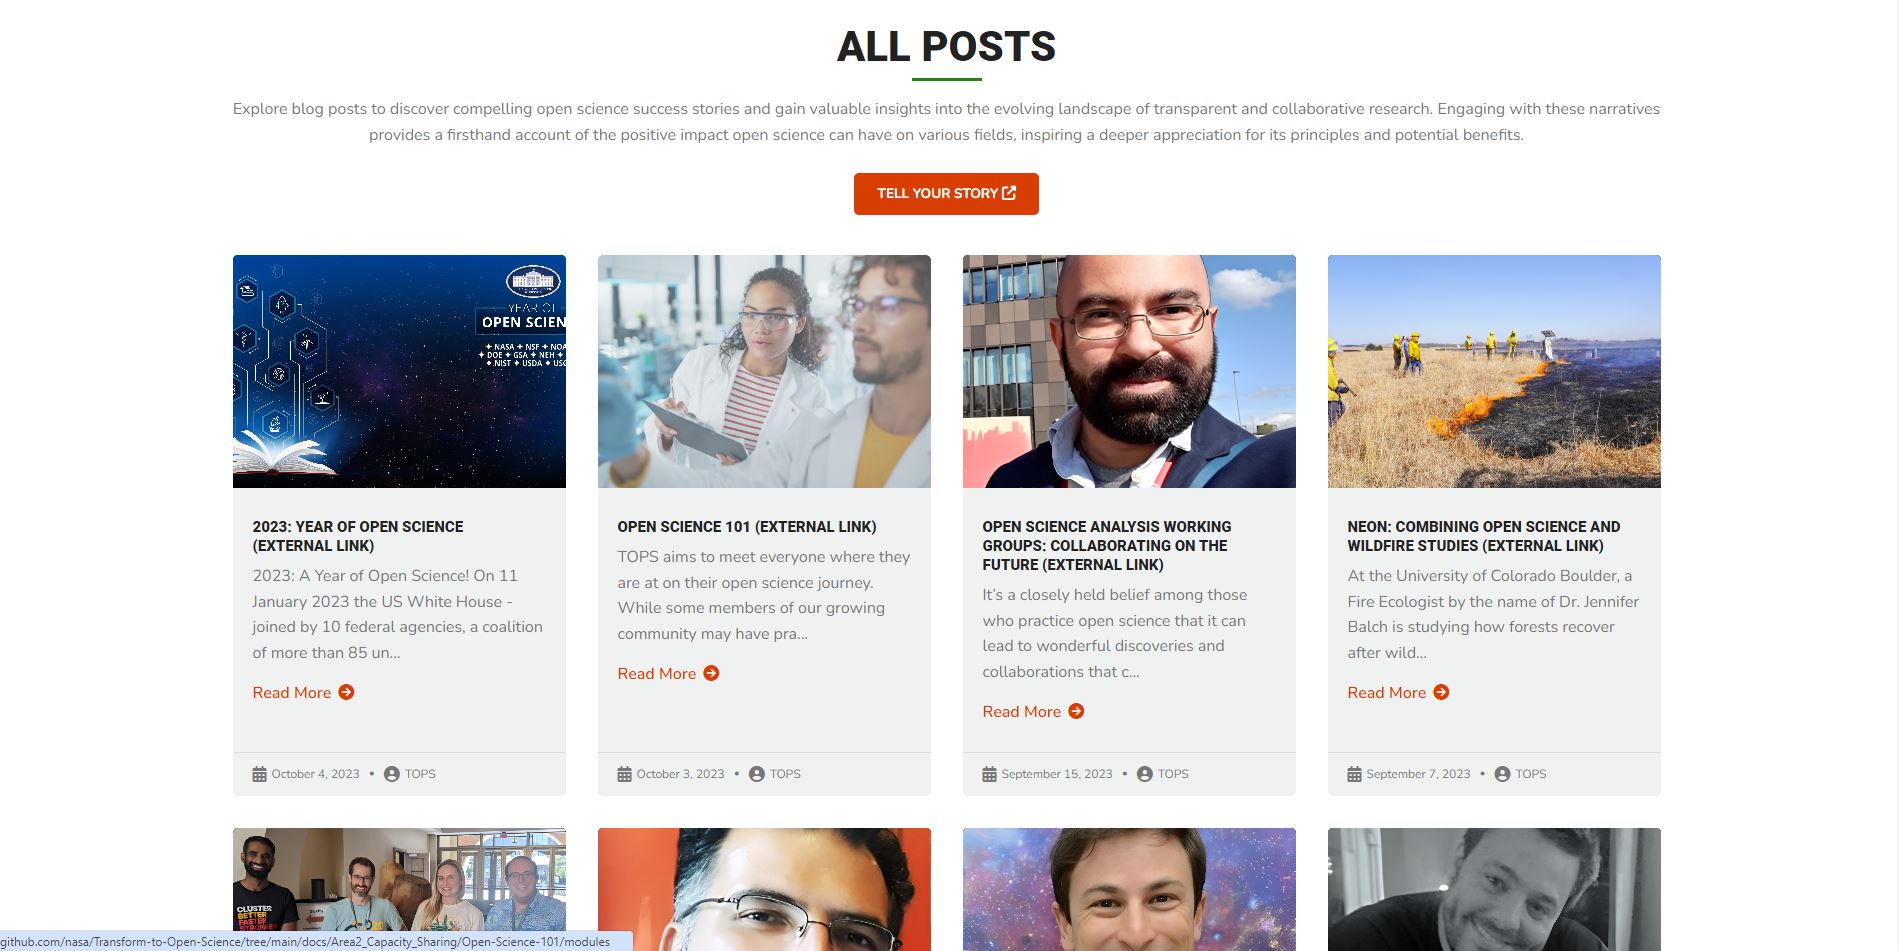 ALL POSTS
Explore blog posts to discover compelling open science success stories and gain valuable insights into the evolving landscape of transparent and collaborative research. Engaging with these narratives
provides a firsthand account of the positive impact open science can have on various fields, inspiring a deeper appreciation for its principles and potential benefits.
TELL YOUR STORY
YEAR OF
OPEN SCIEN
✦ NASA ✦ NSF ✦ NOA
✦ DOE ✦ GSA ✦ NEH ✦
✦ NIST ✦ USDA ✦ USG
2023: YEAR OF OPEN SCIENCE
(EXTERNAL LINK)
2023: A Year of Open Science! On 11
January 2023 the US White House -
joined by 10 federal agencies, a coalition
of more than 85 un...
Read More
October 4, 2023 • TOPS
OPEN SCIENCE 101 (EXTERNAL LINK)
TOPS aims to meet everyone where they
are at on their open science journey.
While some members of our growing
community may have pra...
Read More
October 3, 2023 • TOPS
OPEN SCIENCE ANALYSIS WORKING
GROUPS: COLLABORATING ON THE
FUTURE (EXTERNAL LINK)
It’s a closely held belief among those
who practice open science that it can
lead to wonderful discoveries and
collaborations that c...
Read More
September 15, 2023 • TOPS
NEON: COMBINING OPEN SCIENCE AND
WILDFIRE STUDIES (EXTERNAL LINK)
At the University of Colorado Boulder, a
Fire Ecologist by the name of Dr. Jennifer
Balch is studying how forests recover
after wild...
Read More
September 7, 2023 • TOPS
CLUSTER
BETTER
FASTER
STRONGER
github.com/nasa/Transform-to-Open-Science/tree/main/docs/Area2_Capacity_Sharing/Open-Science-101/modules